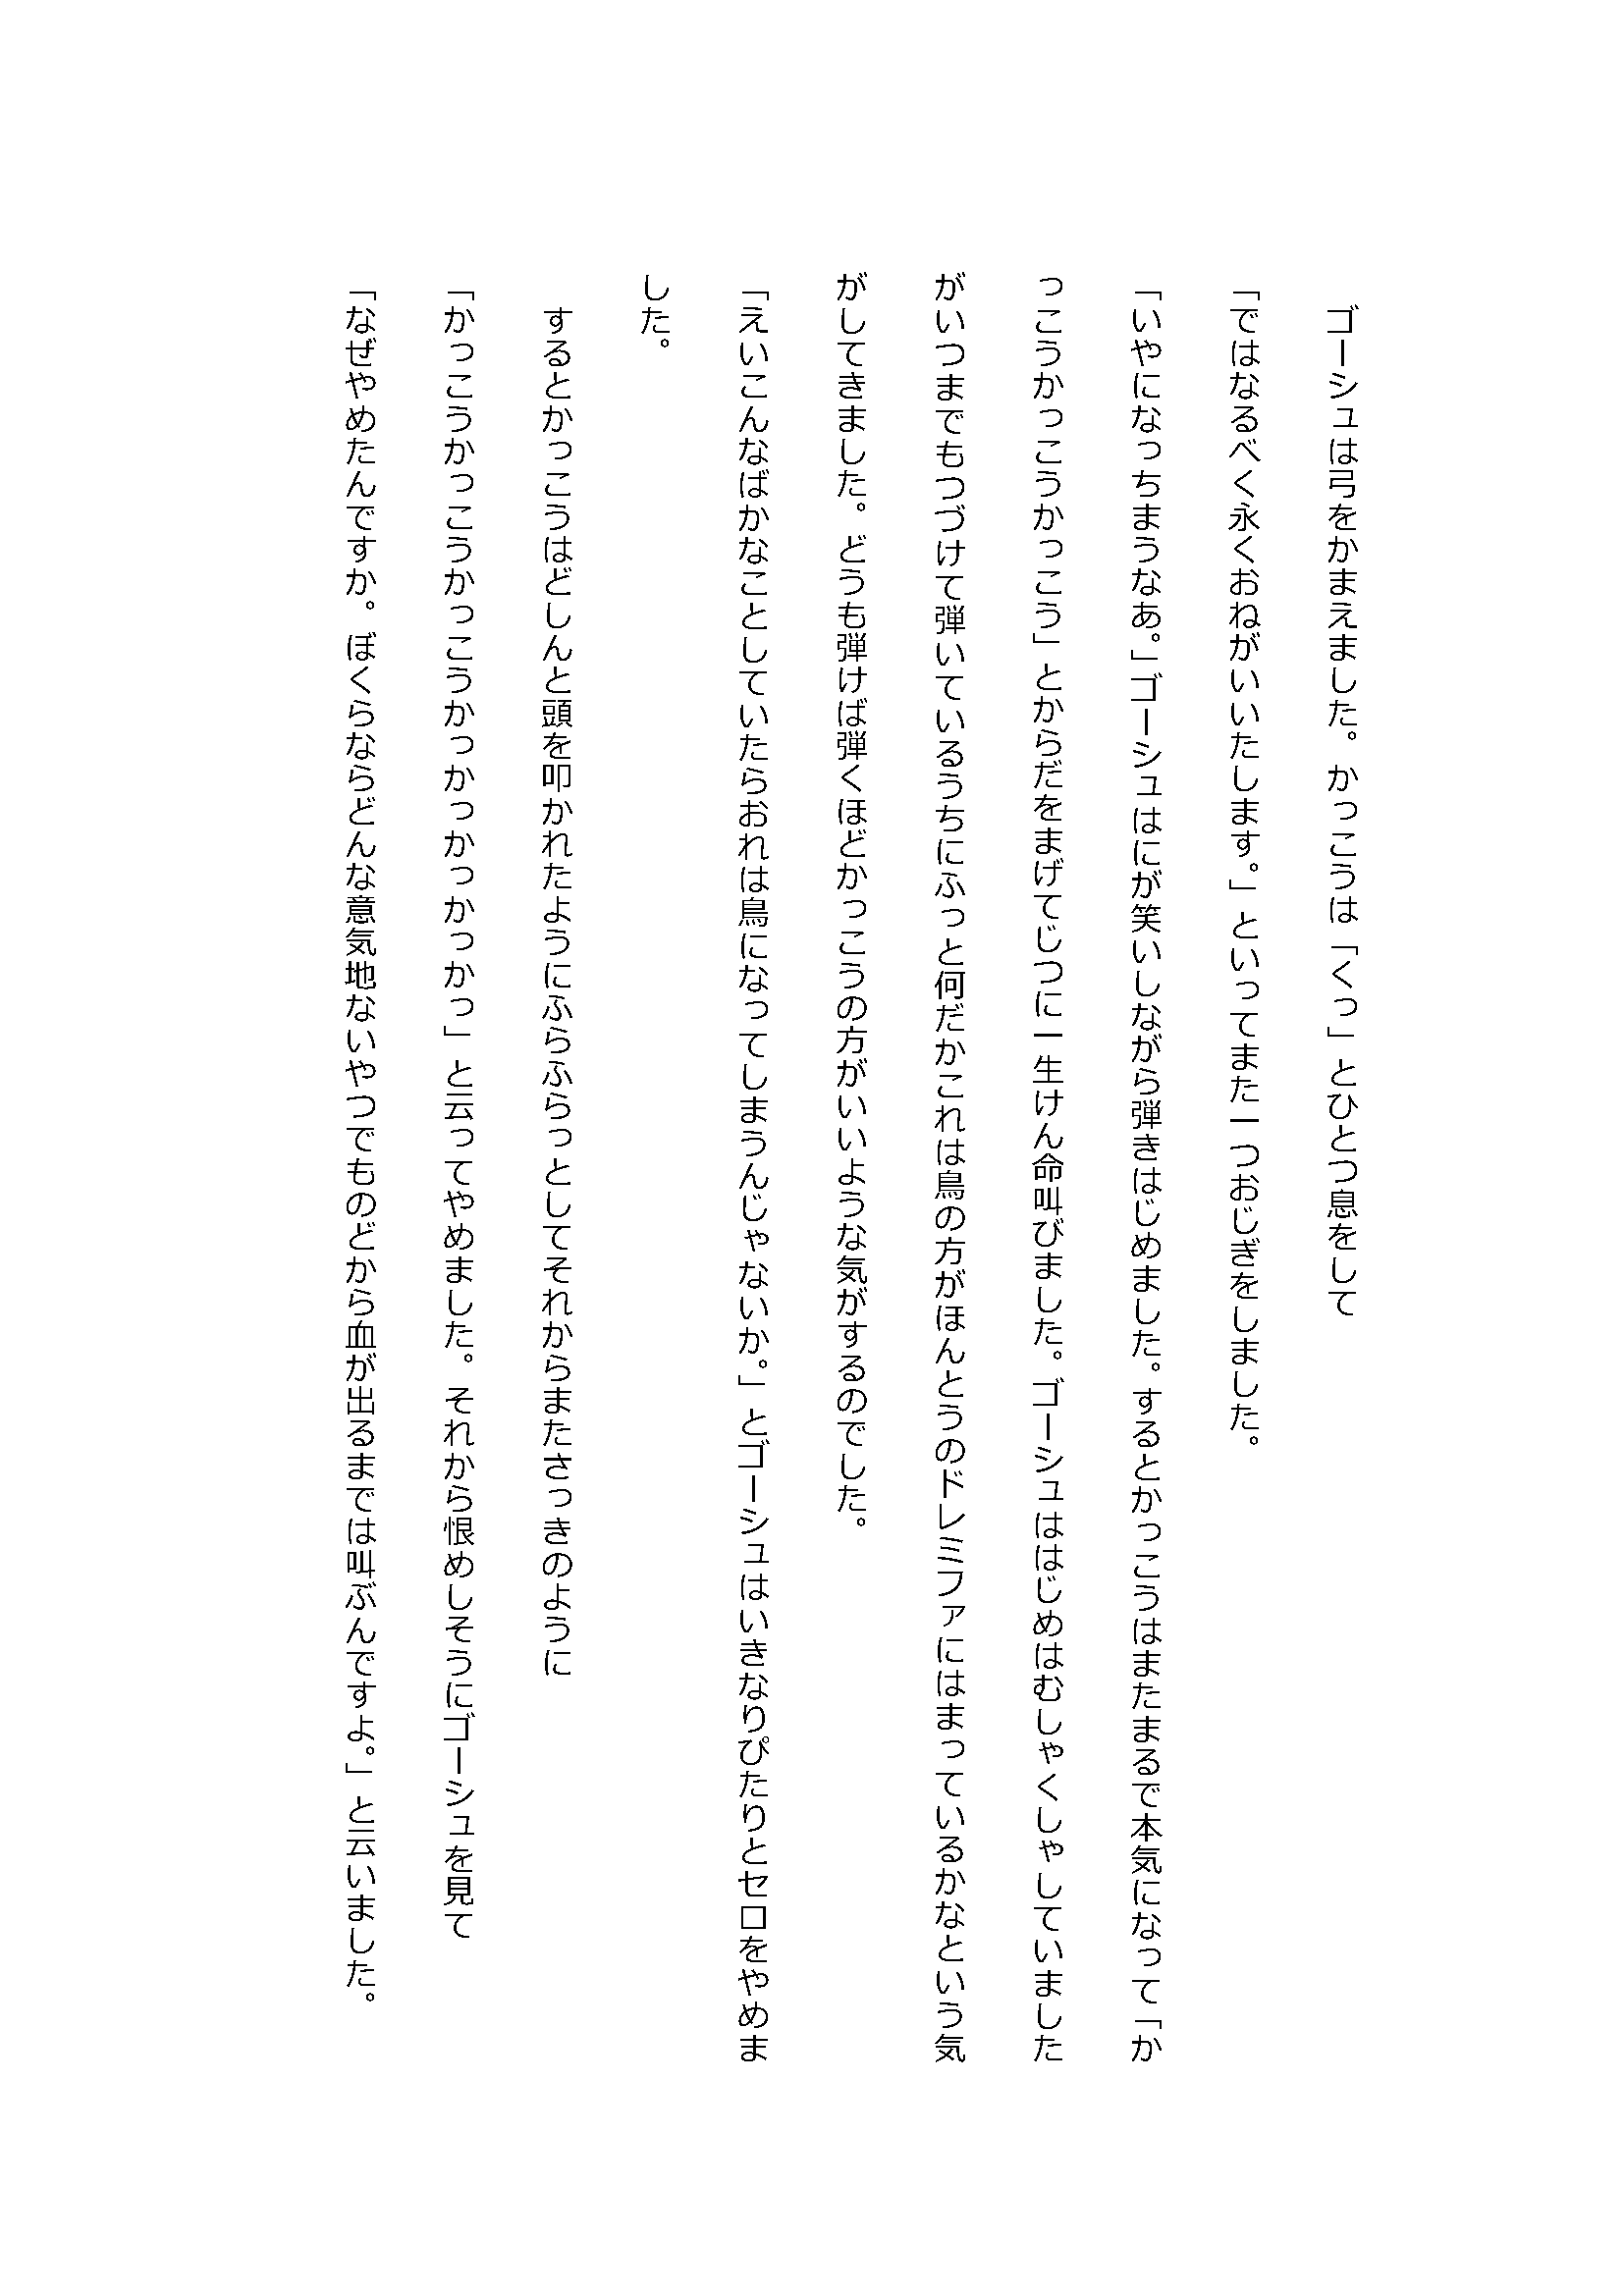 ゴーシュは弓をかまえました。かっこうは「くっ」とひとつ息をして
「ではなるべく永くおねがいいたします。」といってまた一つおじぎをしました。
「いやになっちまうなあ。」ゴーシュはにが笑いしながら弾きはじめました。するとかっこうはまたまるで本気になって「か
っこうかっこうかっこう」とからだをまげてじつに一生けん命叫びました。ゴーシュははじめはむしゃくしゃしていました
がいつまでもつづけて弾いているうちにふっと何だかこれは鳥の方がほんとうのドレミファにはまっているかなという気
がしてきました。どうも弾けば弾くほどかっこうの方がいいような気がするのでした。
「えいこんなばかなことしていたらおれは鳥になってしまうんじゃないか。」とゴーシュはいきなりぴたりとセロをやめま
した。
　するとかっこうはどしんと頭を叩かれたようにふらふらっとしてそれからまたさっきのように
「かっこうかっこうかっこうかっかっかっかっかっ」と云ってやめました。それから恨めしそうにゴーシュを見て
「なぜやめたんですか。ぼくらならどんな意気地ないやつでものどから血が出るまでは叫ぶんですよ。」と云いました。